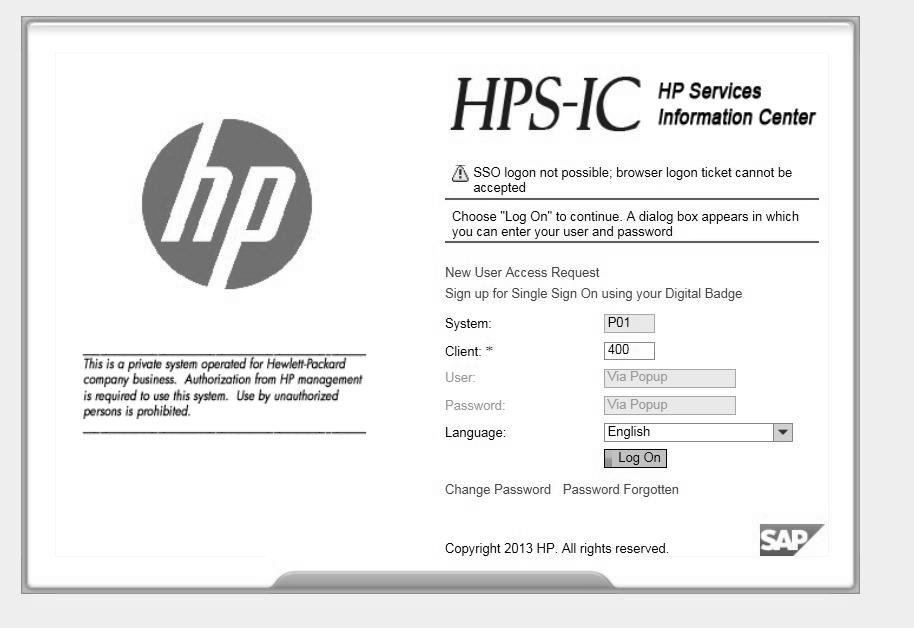 hp
This is a private system operated for Hewlett-Packard
company business. Authorization from HP management
is required to use this system. Use by unauthorized
persons is prohibited.
HPS-IC
HP Services
Information Center
SSO logon not possible; browser logon ticket cannot be
accepted
Choose "Log On" to continue. A dialog box appears in which
you can enter your user and password
New User Access Request
Sign up for Single Sign On using your Digital Badge
System: P01
Client: * 400
User: Via Popup
Password: Via Popup
Language: English
Log On
Change Password Password Forgotten
Copyright 2013 HP. All rights reserved.
SAP